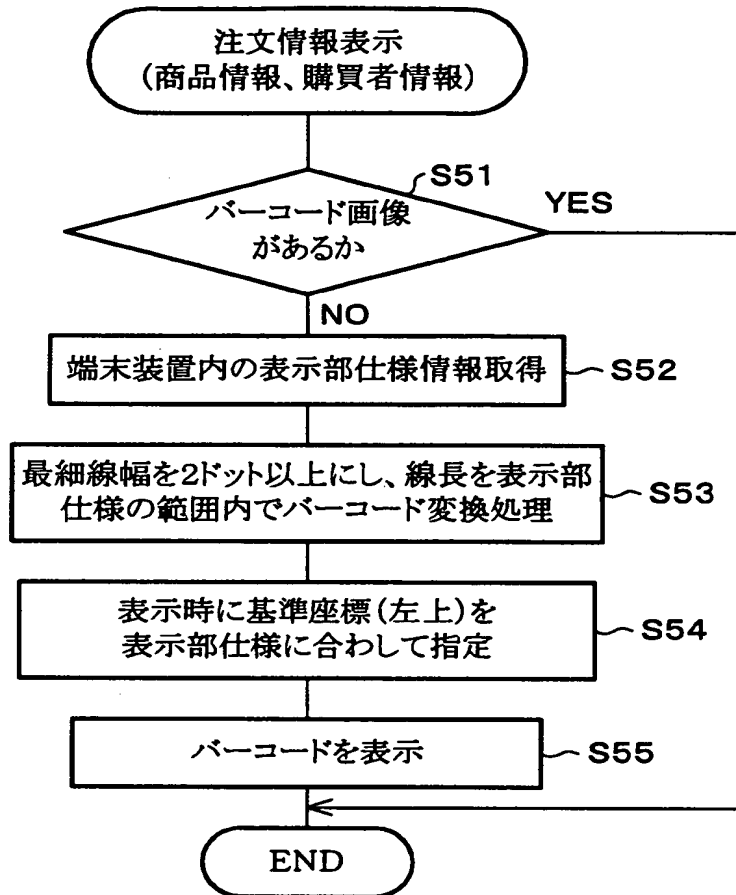 注文情報表示
(商品情報、購買者情報)
S51
バーコード画像
があるか
YES
NO
端末装置内の表示部仕様情報取得
S52
最細線幅を2ドット以上にし、線長を表示部
仕様の範囲内でバーコード変換処理
S53
表示時に基準座標(左上)を
表示部仕様に合わして指定
S54
バーコードを表示
S55
END